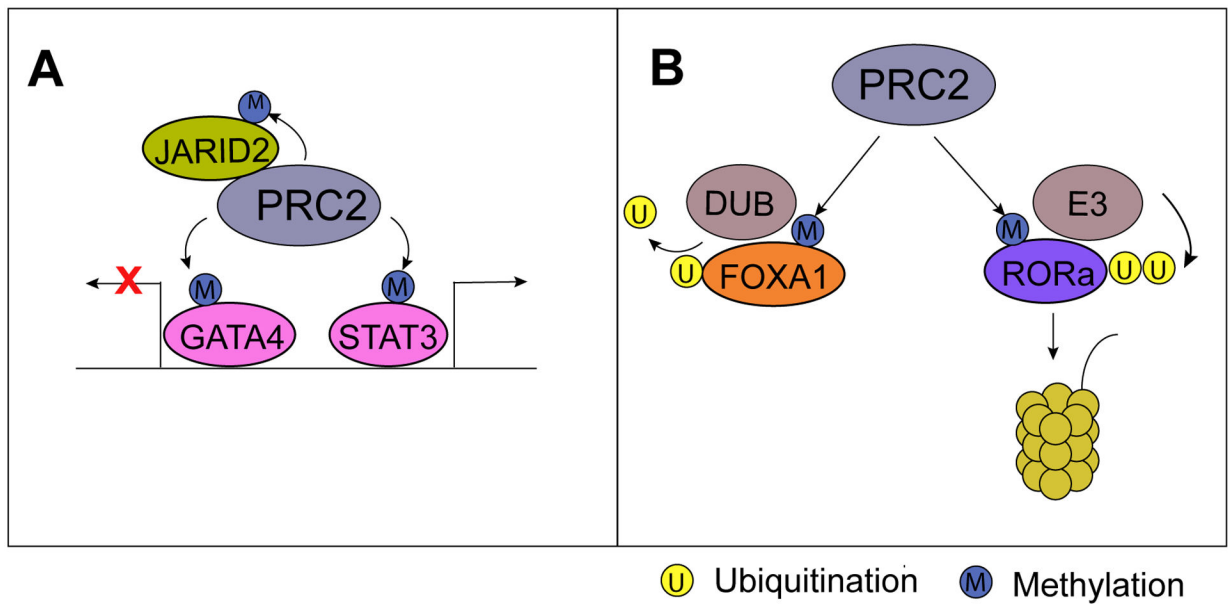 A
M
JARID2
PRC2
X
M
M
GATA4
STAT3
B
PRC2
DUB
E3
U
M
M
U
FOXA1
RORa
U
U
U Ubiquitination
M Methylation